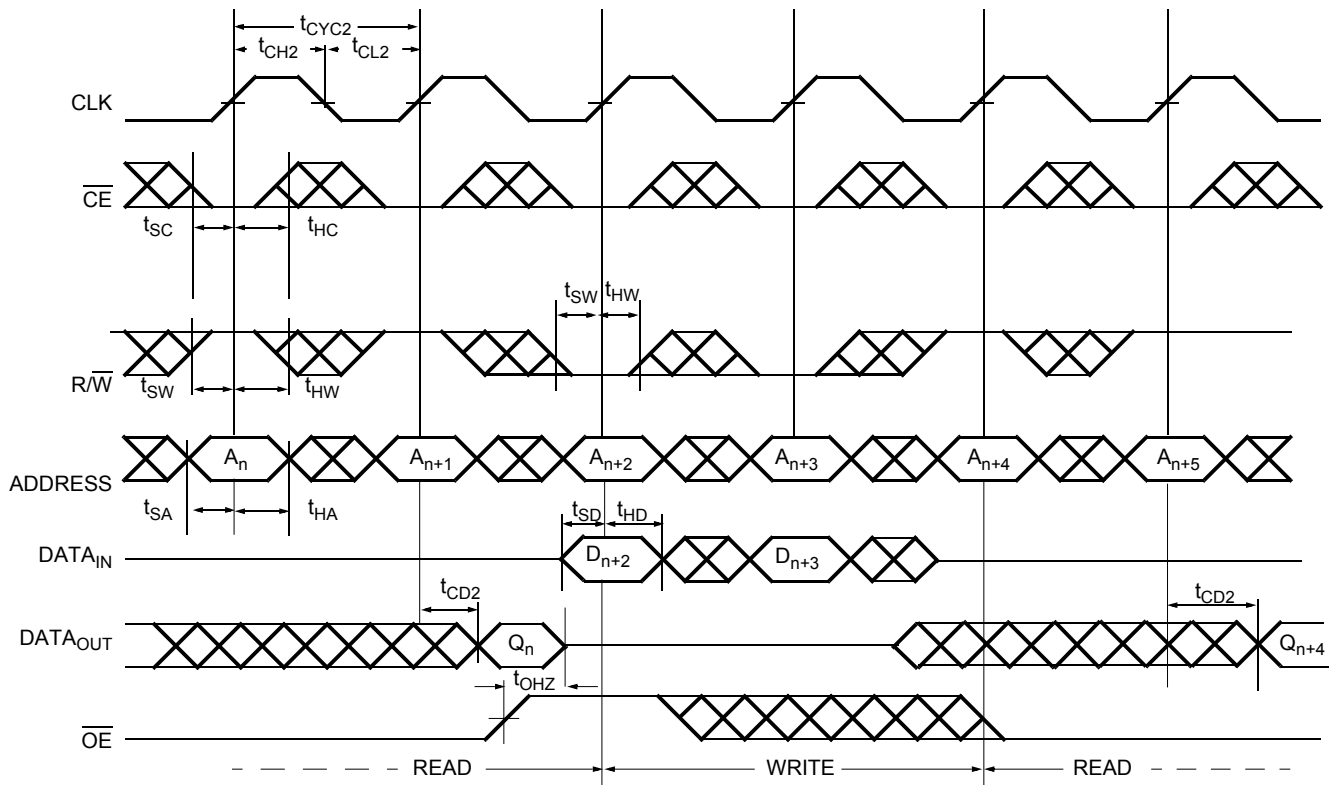 tCYC2
tCH2 tCL2
CLK
CE
tSC tHC
tSW tHW
R/W
tSW tHW
ADDRESS An An+1 An+2 An+3 An+4 An+5
tSA tHA
tSD tHD
DATAIN Dn+2 Dn+3
tCD2 tCD2
DATAOUT Qn Qn+4
tOHZ
OE
READ WRITE READ